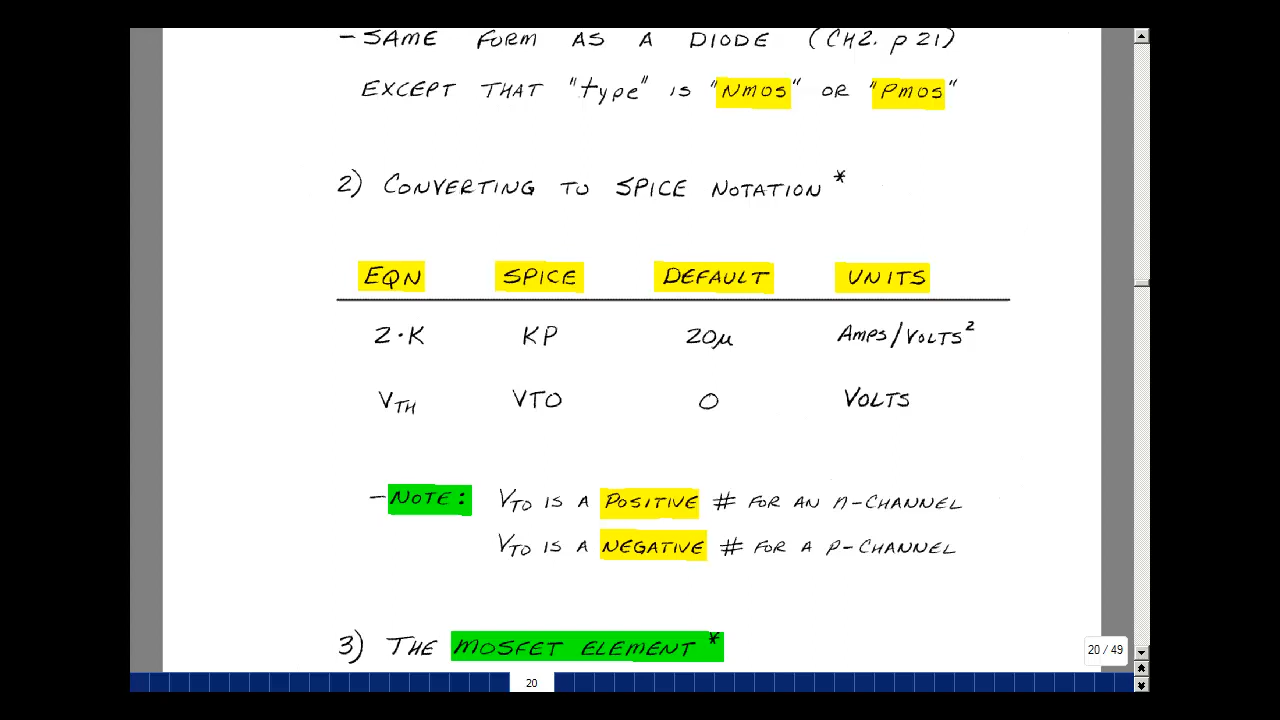 - SAME FORM AS A DIODE (CH2. p 21)
EXCEPT THAT "type" IS "NMOS" OR "PMOS"
2) CONVERTING TO SPICE NOTATION *
EQN SPICE DEFAULT UNITS
2·K KP 20μ AMPS/VOLTS²
VTH VTO 0 VOLTS
- NOTE: VTO IS A POSITIVE # FOR AN n-CHANNEL
VTO IS A NEGATIVE # FOR A p-CHANNEL
3) THE MOSFET ELEMENT *
20 / 49
20